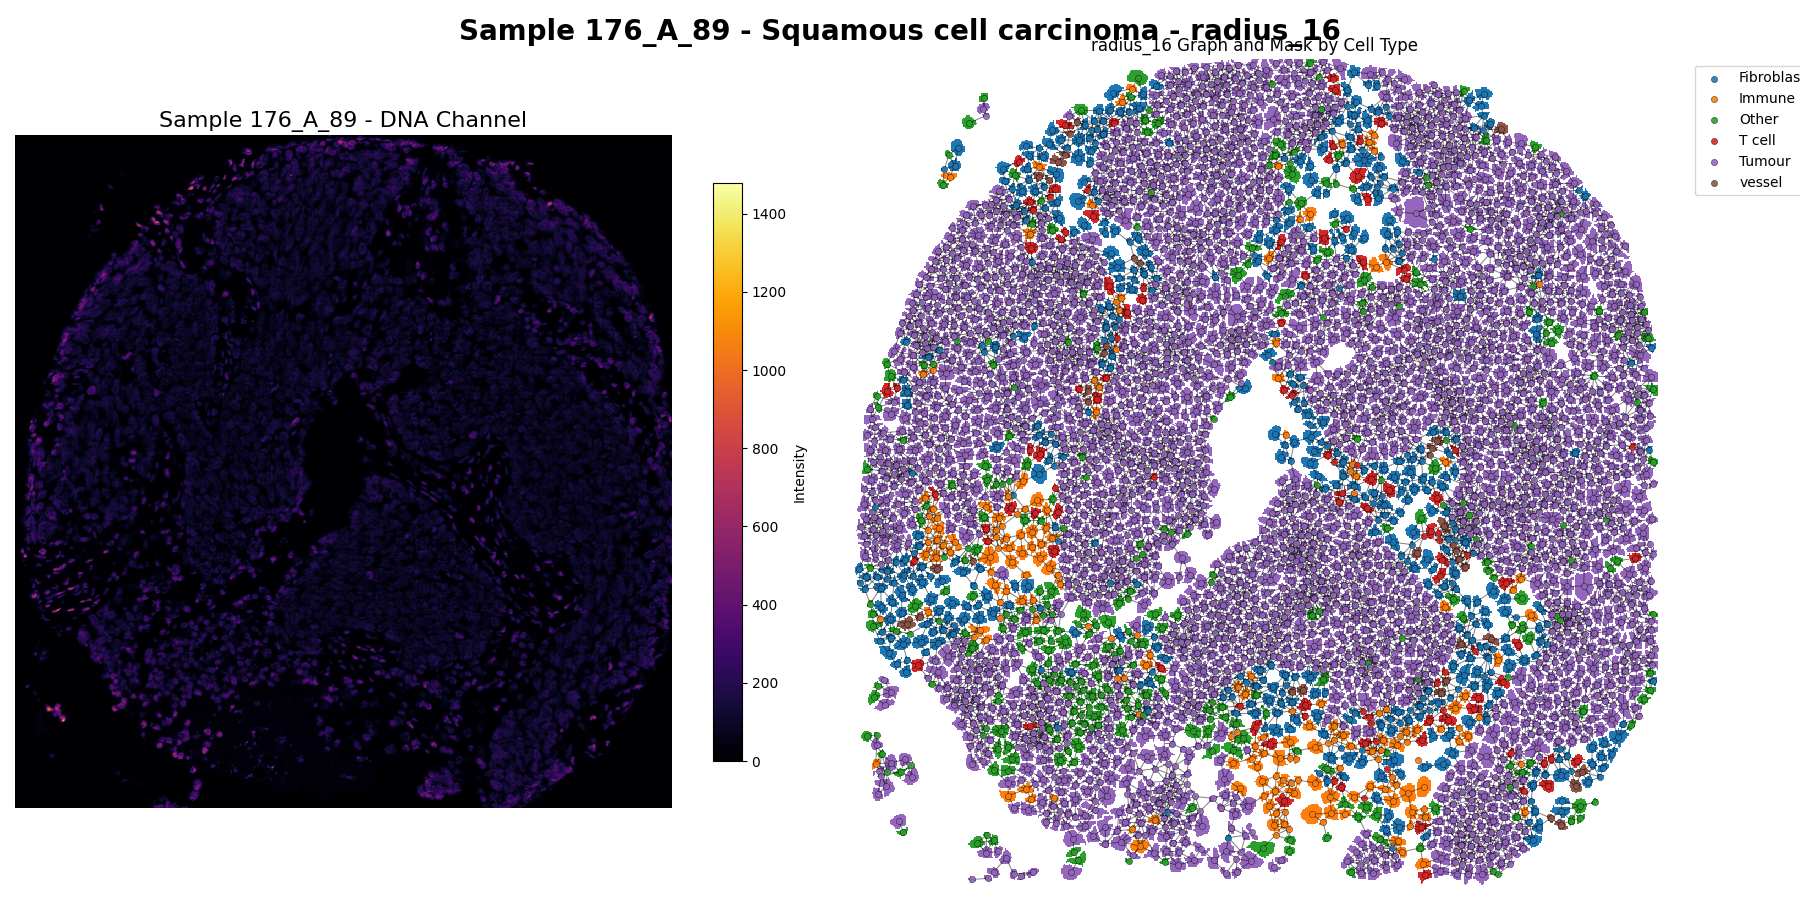 Sample 176_A_89 - Squamous cell carcinoma - radius_16
radius_16 Graph and Mask by Cell Type
Sample 176_A_89 - DNA Channel
Fibroblas
Immune
Other
T cell
Tumour
vessel
1400
1200
1000
800
600
400
200
0
Intensity